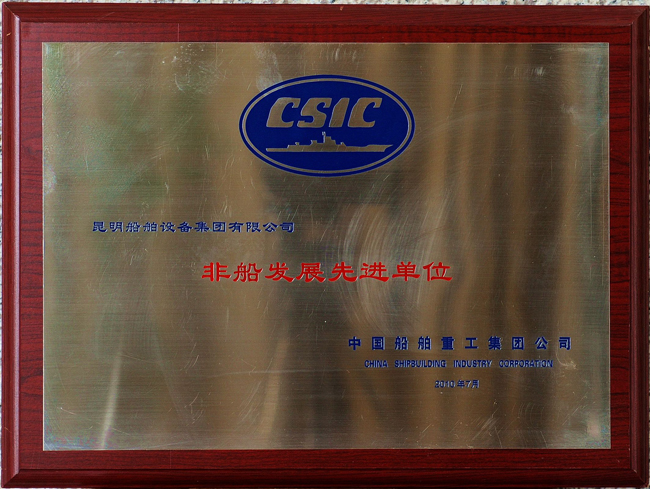 CSIC
昆明船舶设备集团有限公司
非船发展先进单位
中国船舶重工集团公司
CHINA SHIPBUILDING INDUSTRY CORPORATION
2010年7月